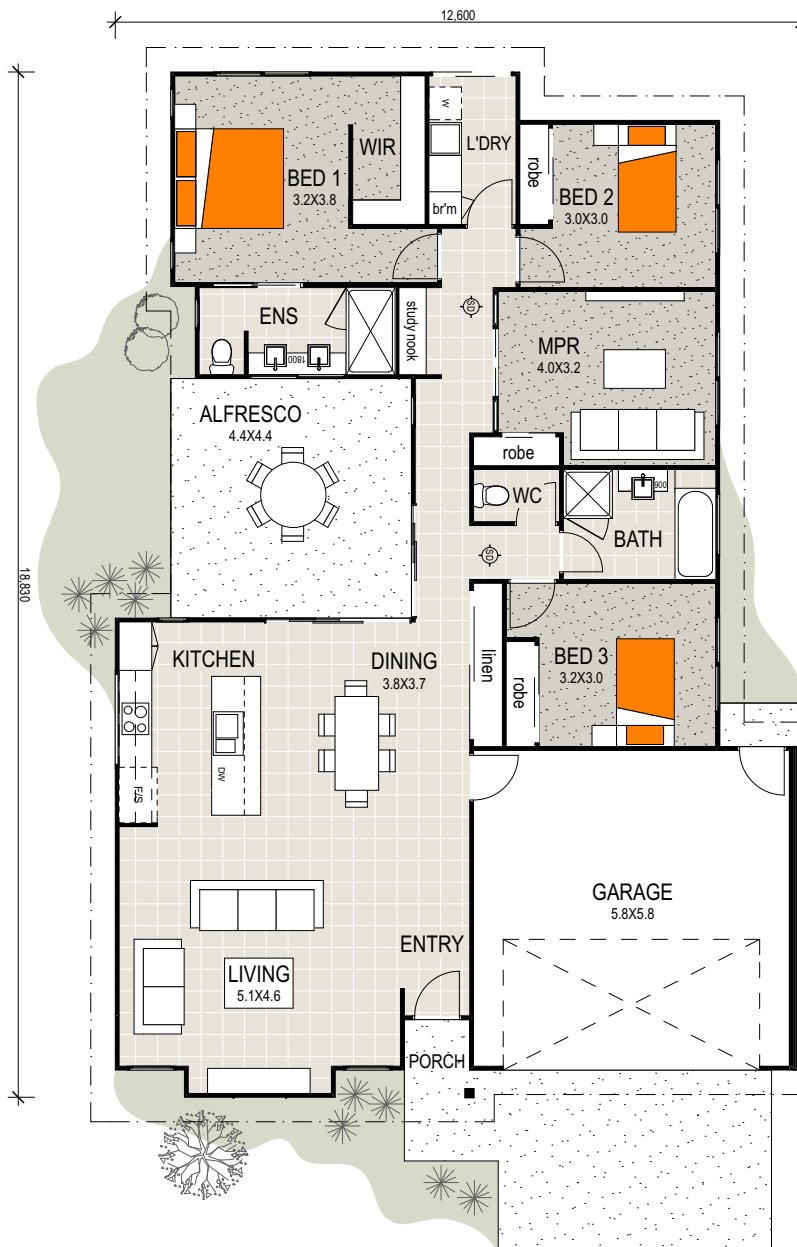 12,600
W
WIR
L'DRY
robe
BED 1
3.2X3.8
BED 2
3.0X3.0
br'm
ENS
1800
study nook
SD
MPR
4.0X3.2
ALFRESCO
4.4X4.4
robe
WC
900
BATH
SD
18,830
KITCHEN
DINING
3.8X3.7
linen
robe
BED 3
3.2X3.0
DW
F/S
GARAGE
5.8X5.8
ENTRY
LIVING
5.1X4.6
PORCH